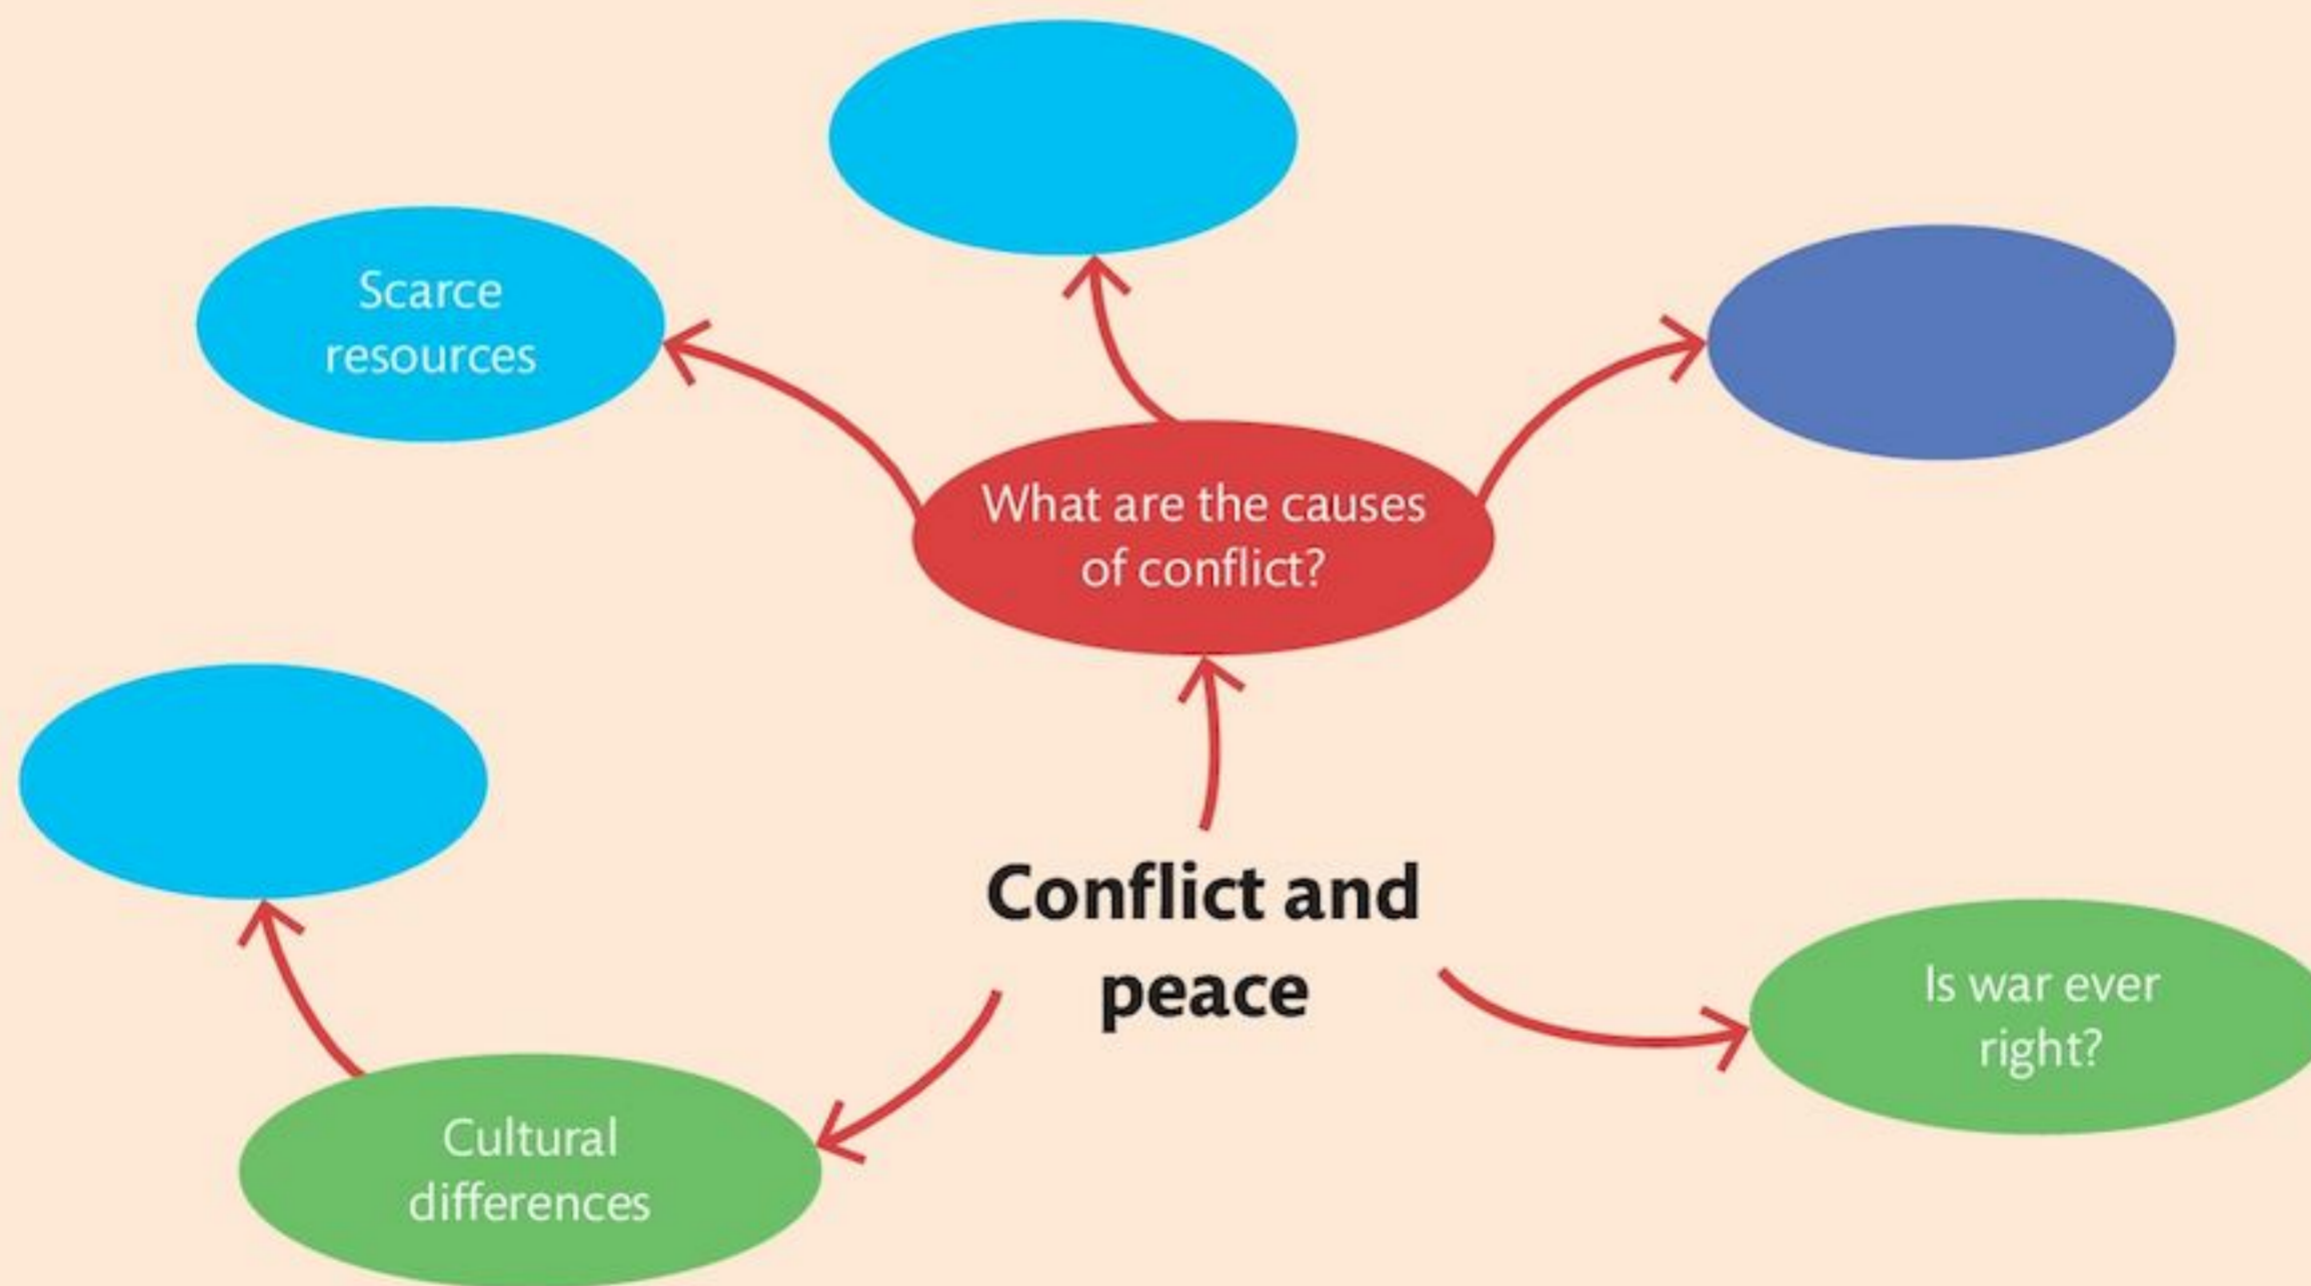 Scarce
resources
What are the causes
of conflict?
Conflict and
peace
Is war ever
right?
Cultural
differences